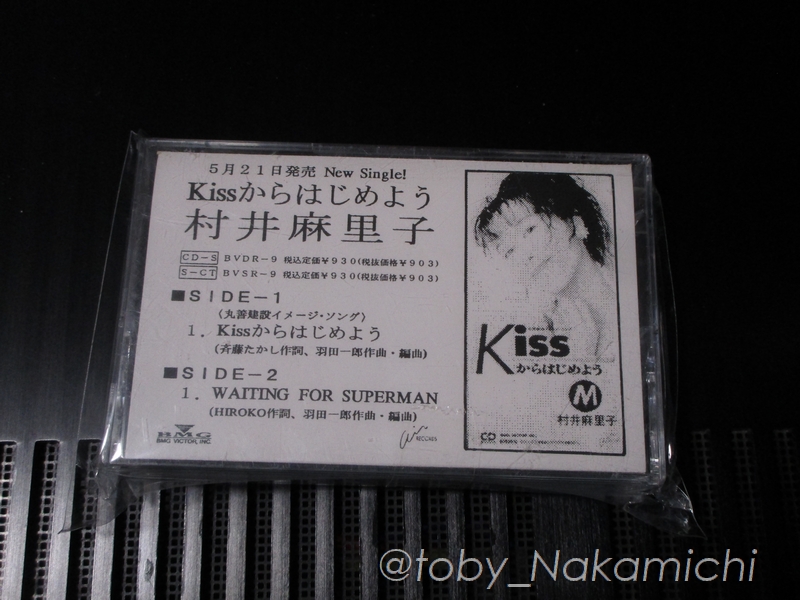 5月21日発売 New Single!
Kissからはじめよう
村井麻里子
CD-S BVDR-9 税込定価¥930(税抜価格¥903)
S-CT BVSR-9 税込定価¥930(税抜価格¥903)
■SIDE-1
(丸善建設イメージ・ソング)
1. Kissからはじめよう
(斉藤たかし作詞、羽田一郎作曲・編曲)
■SIDE-2
1. WAITING FOR SUPERMAN
(HIROKO作詞、羽田一郎作曲・編曲)
BMG
BMG VICTOR, INC
RECORDS
Kiss
からはじめよう
M
村井麻里子
CD
@toby_Nakamichi